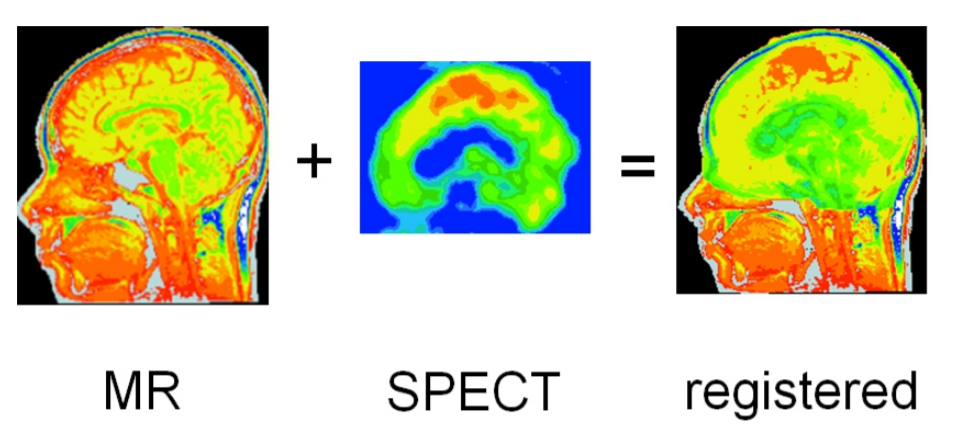 + =
MR SPECT registered